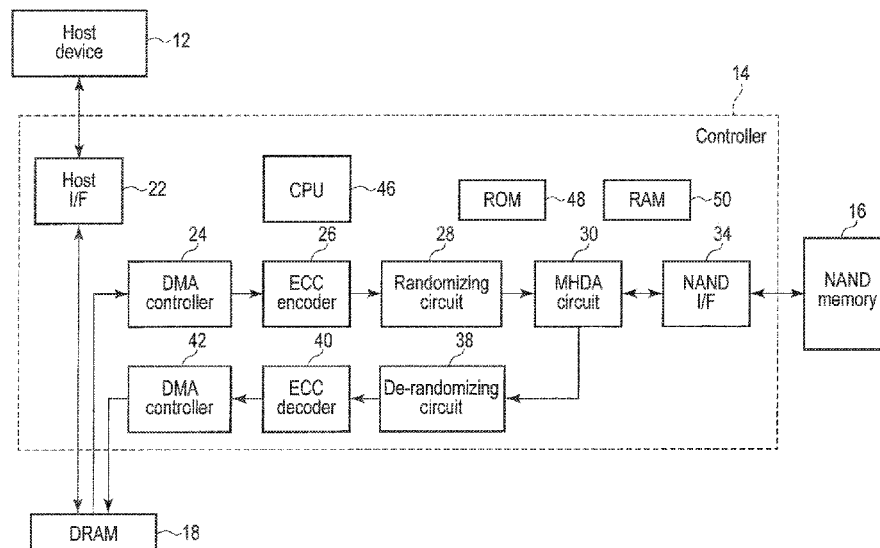 Host
device
12
14
Controller
Host
I/F
22
CPU
46
ROM
48
RAM
50
16
24
26
28
30
34
DMA
controller
ECC
encoder
Randomizing
circuit
MHDA
circuit
NAND
I/F
NAND
memory
42
40
38
DMA
controller
ECC
decoder
De-randomizing
circuit
DRAM
18